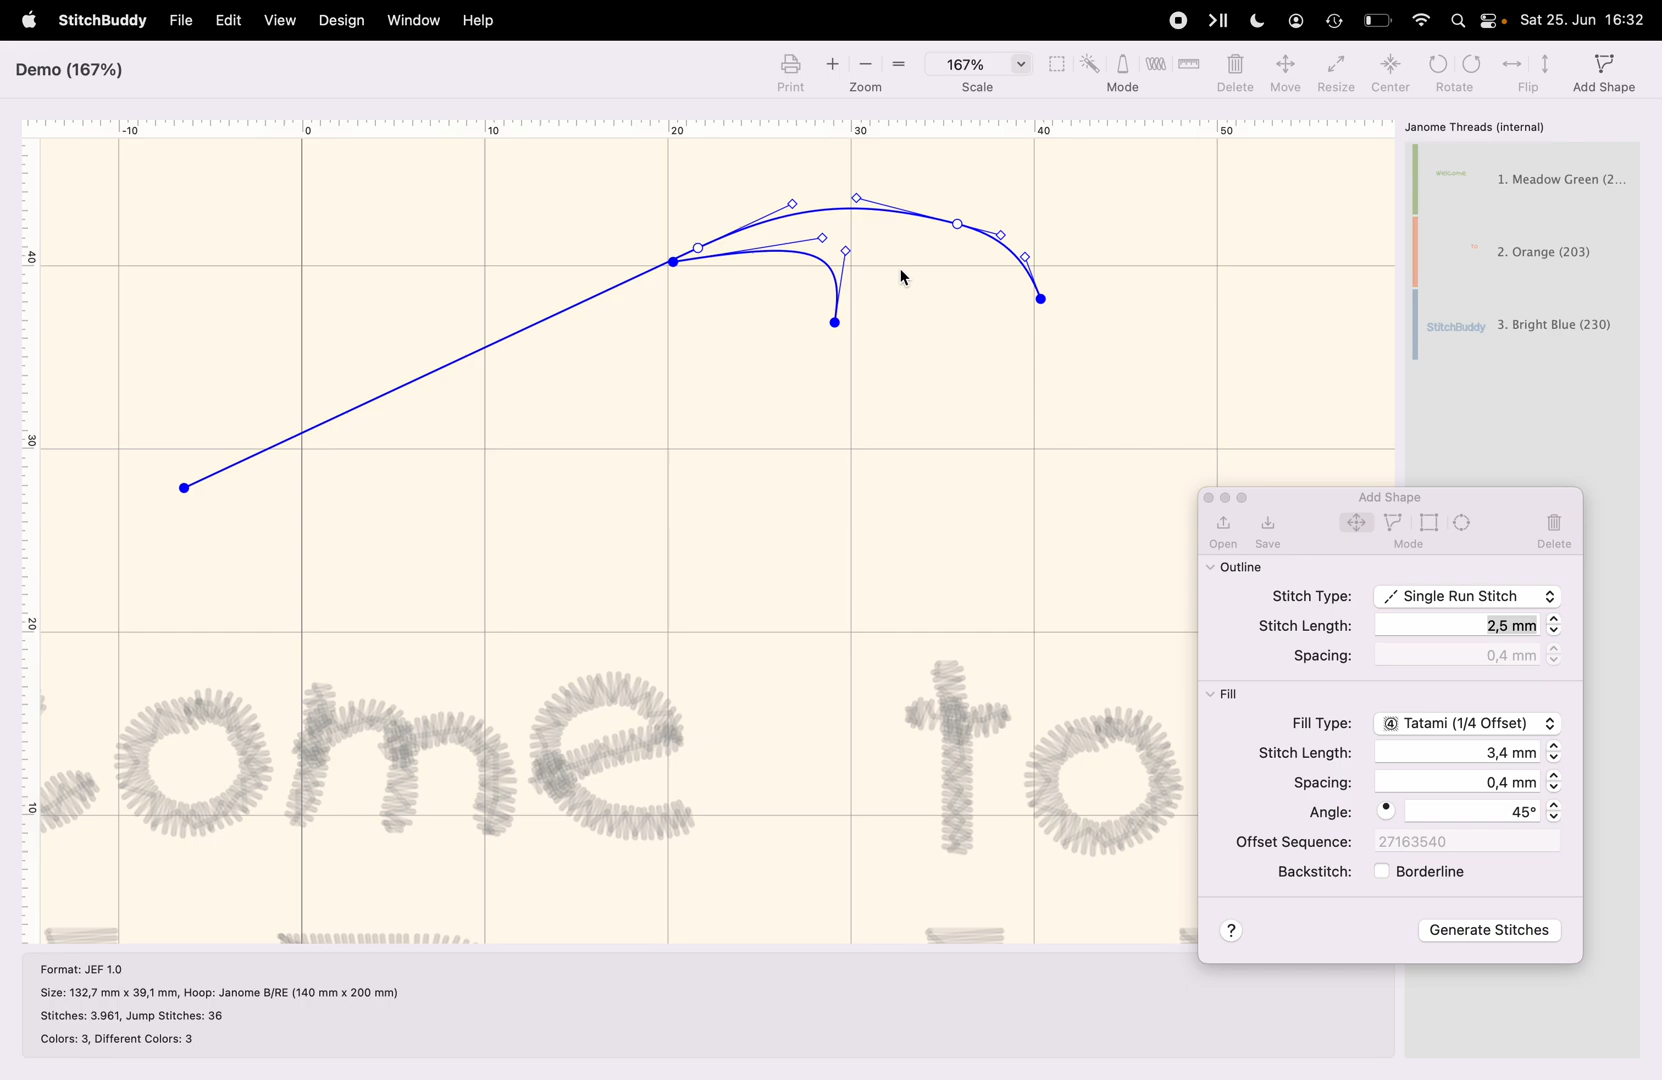 StitchBuddy File Edit View Design Window Help Sat 25. Jun 16:32
Demo (167%)
167%
Print Zoom Scale Mode Delete Move Resize Center Rotate Flip Add Shape
-10 0 10 20 30 40 50
Janome Threads (internal)
Welcome 1. Meadow Green (2...
To 2. Orange (203)
StitchBuddy 3. Bright Blue (230)
40
30
20
10
ome to
Add Shape
Open Save Mode Delete
Outline
Stitch Type: Single Run Stitch
Stitch Length: 2,5 mm
Spacing: 0,4 mm
Fill
Fill Type: 4 Tatami (1/4 Offset)
Stitch Length: 3,4 mm
Spacing: 0,4 mm
Angle: 45°
Offset Sequence: 27163540
Backstitch: Borderline
? Generate Stitches
Format: JEF 1.0
Size: 132,7 mm x 39,1 mm, Hoop: Janome B/RE (140 mm x 200 mm)
Stitches: 3.961, Jump Stitches: 36
Colors: 3, Different Colors: 3